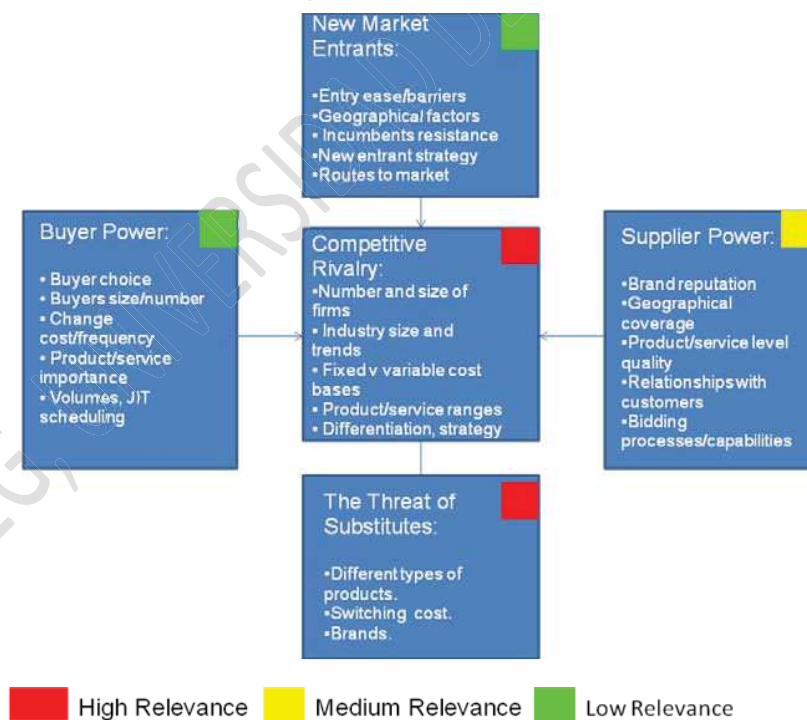 New Market
Entrants:
▪Entry ease/barriers
▪Geographical factors
▪Incumbents resistance
▪New entrant strategy
▪Routes to market
Buyer Power:
▪ Buyer choice
▪ Buyers size/number
▪ Change
cost/frequency
▪ Product/service
importance
▪ Volumes, JIT
scheduling
Competitive
Rivalry:
▪Number and size of
firms
▪ Industry size and
trends
▪ Fixed v variable cost
bases
▪ Product/service ranges
▪ Differentiation, strategy
Supplier Power:
▪Brand reputation
▪Geographical
coverage
▪Product/service level
quality
▪Relationships with
customers
▪Bidding
processes/capabilities
The Threat of
Substitutes:
▪Different types of
products.
▪Switching cost.
▪Brands.
High Relevance
Medium Relevance
Low Relevance
EG, UNIVERSIDAD D